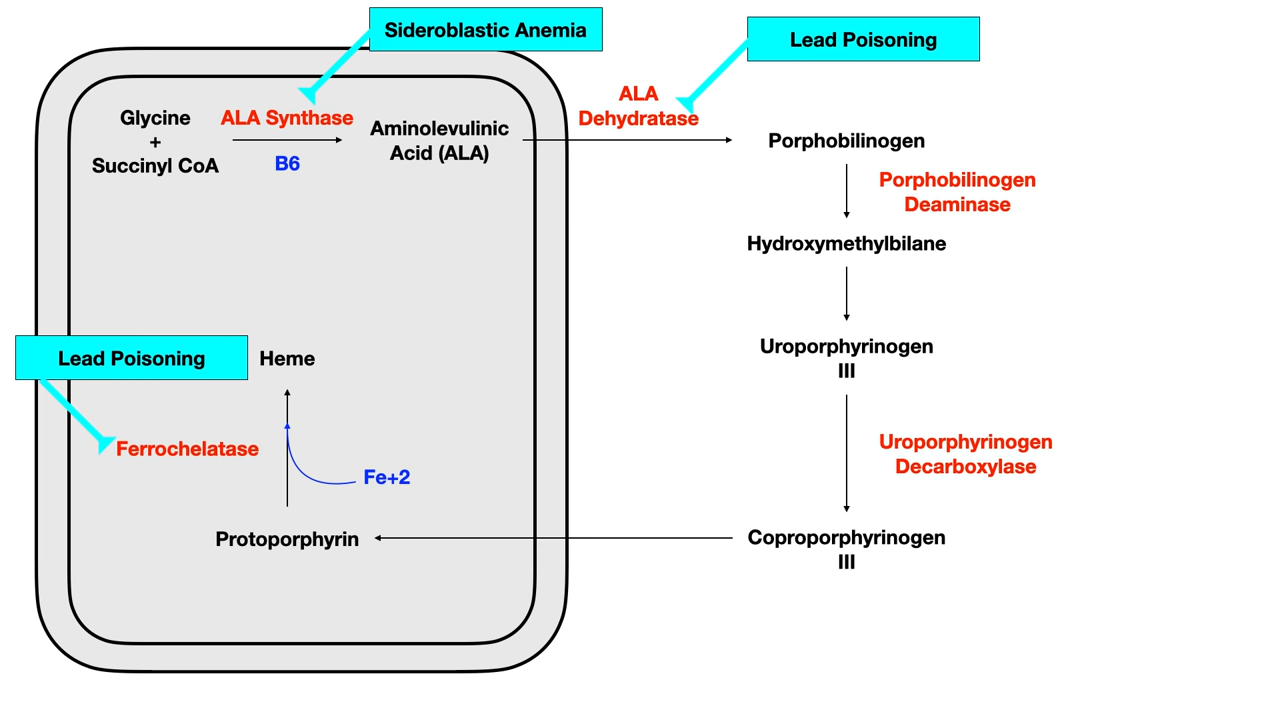 Sideroblastic Anemia
Lead Poisoning
Glycine
+
Succinyl CoA
ALA Synthase
B6
Aminolevulinic
Acid (ALA)
ALA
Dehydratase
Porphobilinogen
Porphobilinogen
Deaminase
Hydroxymethylbilane
Uroporphyrinogen
III
Uroporphyrinogen
Decarboxylase
Coproporphyrinogen
III
Protoporphyrin
Fe+2
Ferrochelatase
Lead Poisoning
Heme